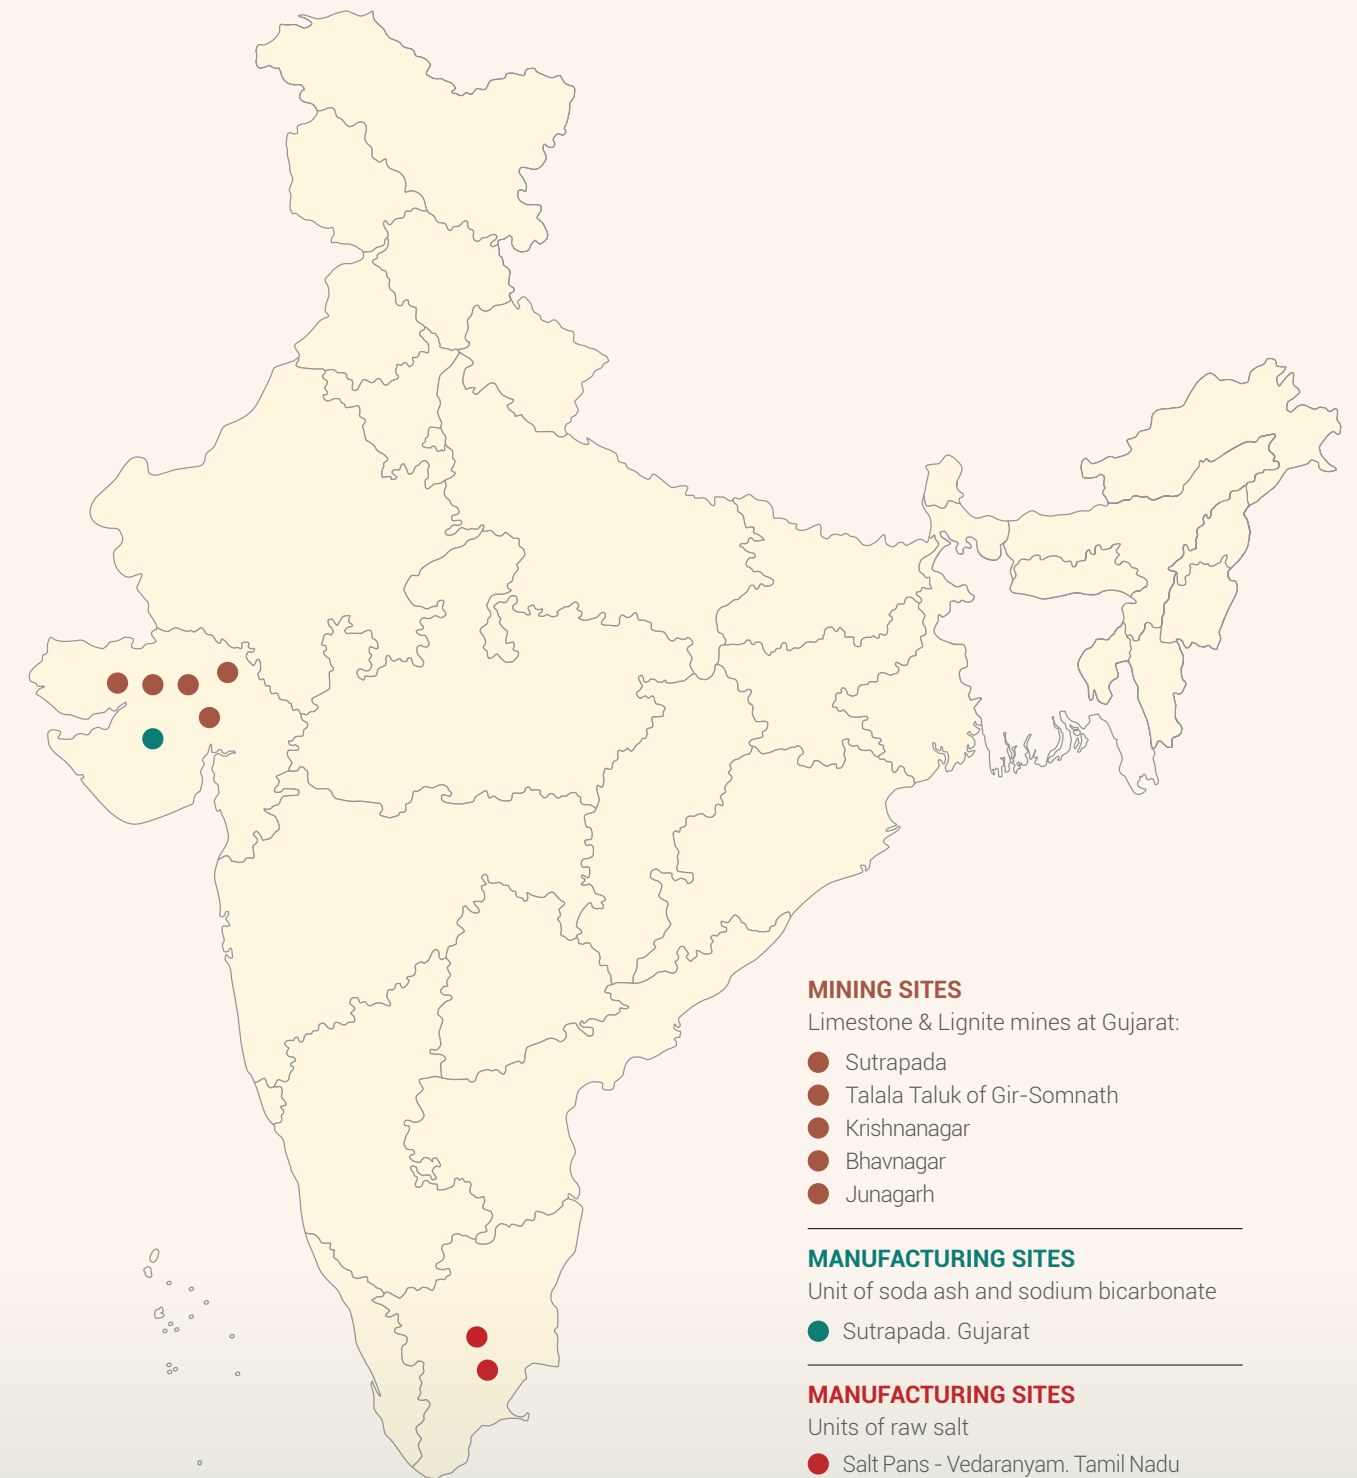 MINING SITES
Limestone & Lignite mines at Gujarat:
Sutrapada
Talala Taluk of Gir-Somnath
Krishnanagar
Bhavnagar
Junagarh
MANUFACTURING SITES
Unit of soda ash and sodium bicarbonate
Sutrapada. Gujarat
MANUFACTURING SITES
Units of raw salt
Salt Pans - Vedaranyam. Tamil Nadu